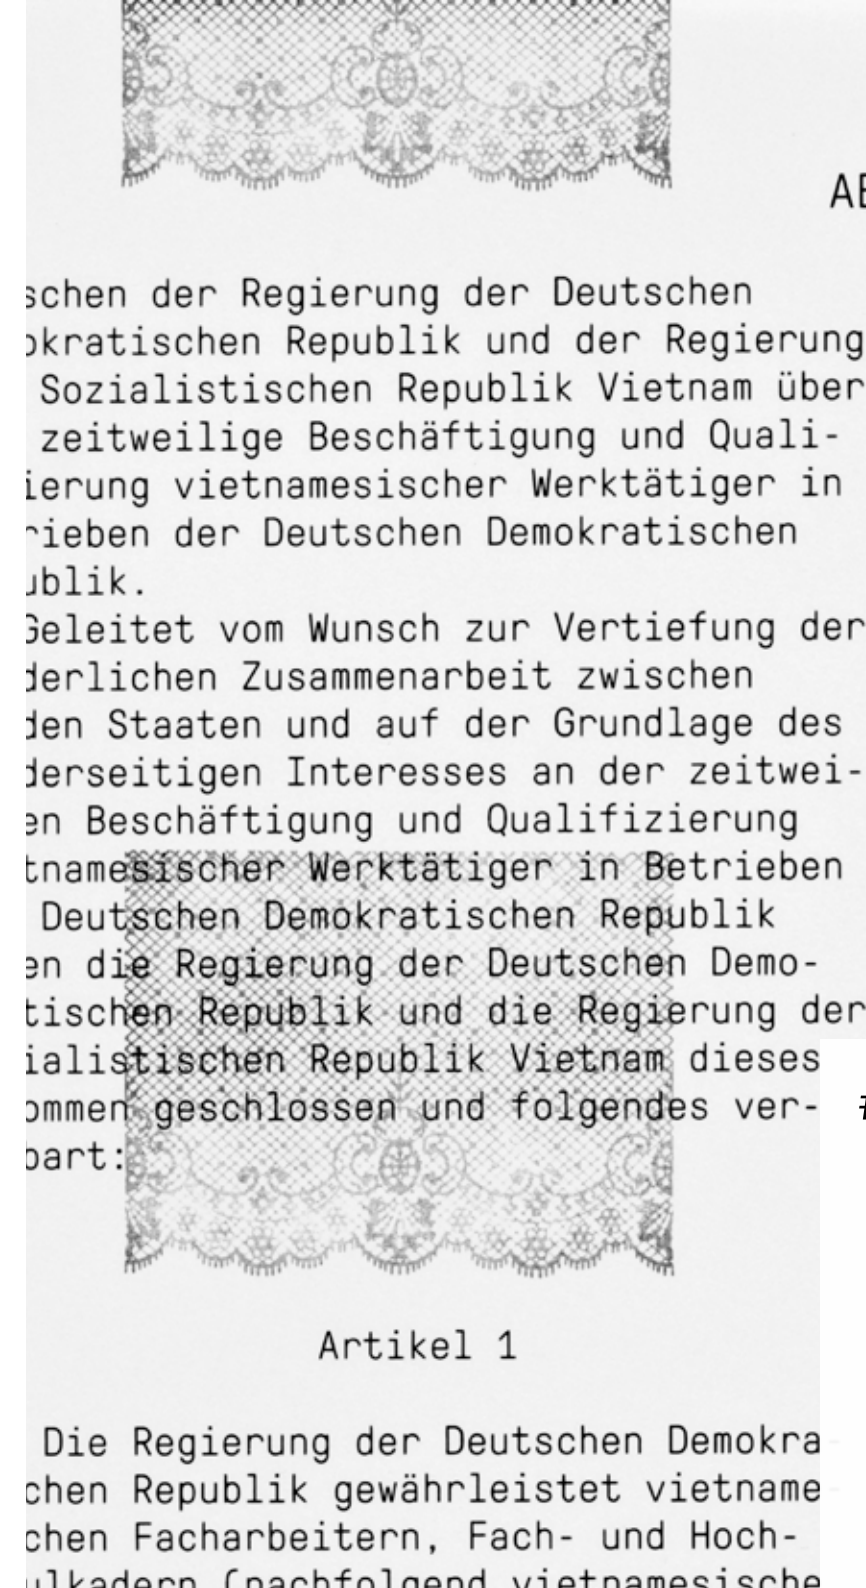 AB
schen der Regierung der Deutschen
okratischen Republik und der Regierung
Sozialistischen Republik Vietnam über
zeitweilige Beschäftigung und Quali-
ierung vietnamesischer Werktätiger in
rieben der Deutschen Demokratischen
ublik.
Geleitet vom Wunsch zur Vertiefung der
derlichen Zusammenarbeit zwischen
den Staaten und auf der Grundlage des
derseitigen Interesses an der zeitwei-
en Beschäftigung und Qualifizierung
tnamesischer Werktätiger in Betrieben
Deutschen Demokratischen Republik
en die Regierung der Deutschen Demo-
tischen Republik und die Regierung der
ialistischen Republik Vietnam dieses
ommen geschlossen und folgendes ver-
#
bart:
Artikel 1
Die Regierung der Deutschen Demokra
chen Republik gewährleistet vietname
chen Facharbeitern, Fach- und Hoch-
ulkadern (nachfolgend vietnamesische